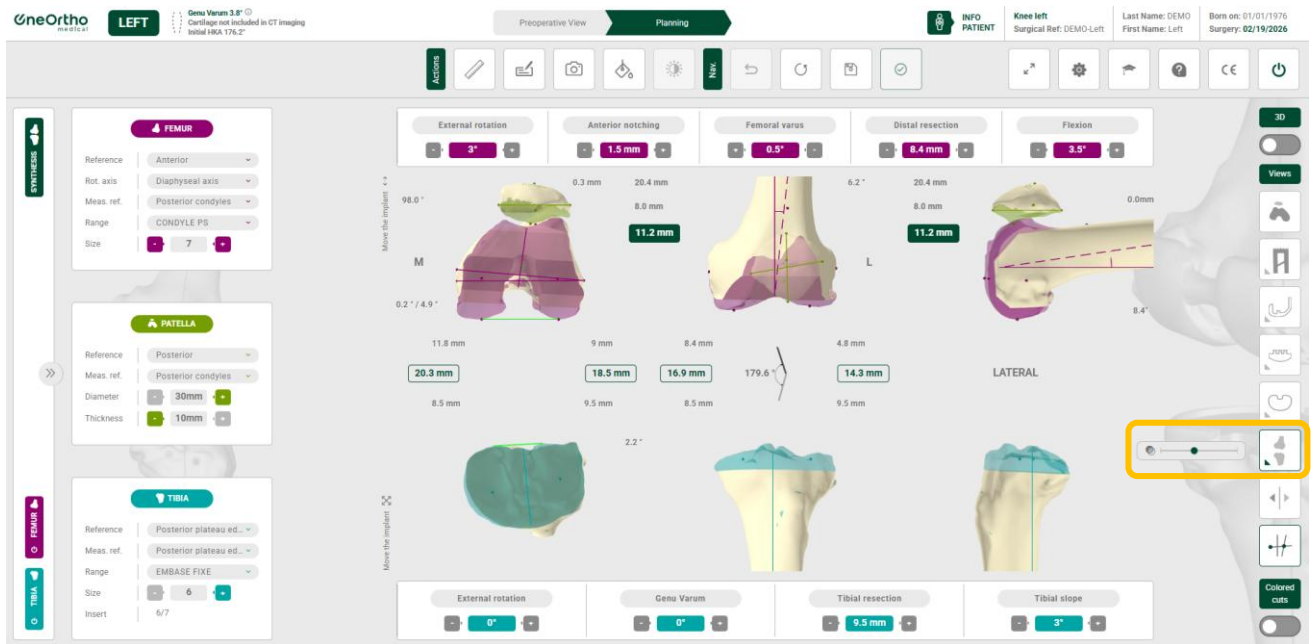 OneOrtho
medical
LEFT
Genu Varum 3.8°
Cartilage not included in CT imaging
Initial HKA 176.2°
Preoperative View
Planning
INFO
PATIENT
Knee left
Surgical Ref: DEMO-Left
Last Name: DEMO
First Name: Left
Born on: 01/01/1976
Surgery: 02/19/2026
Actions
Nav.
CE
SYNTHESIS
FEMUR
Reference Anterior
Rot. axis Diaphyseal axis
Meas. ref. Posterior condyles
Range CONDYLE PS
Size - 7 +
PATELLA
Reference Posterior
Meas. ref. Posterior condyles
Diameter - 30mm +
Thickness - 10mm +
TIBIA
Reference Posterior plateau ed...
Meas. ref. Posterior plateau ed...
Range EMBASE FIXE
Size - 6 +
Insert 6/7
FEMUR
TIBIA
External rotation
- 3° +
Anterior notching
- 1.5 mm +
Femoral varus
+ 0.5° -
Distal resection
- 8.4 mm +
Flexion
- 3.5° +
Move the implant
98.0 °
0.3 mm
20.4 mm
8.0 mm
11.2 mm
6.2 °
20.4 mm
8.0 mm
11.2 mm
0.0mm
M
L
0.2 ° / 4.9 °
8.4°
11.8 mm
9 mm
8.4 mm
4.8 mm
20.3 mm
18.5 mm
16.9 mm
179.6 °
14.3 mm
LATERAL
8.5 mm
9.5 mm
8.5 mm
9.5 mm
2.2 °
Move the implant
External rotation
- 0° +
Genu Varum
- 0° +
Tibial resection
- 9.5 mm +
Tibial slope
- 3° +
3D
Views
Colored
cuts